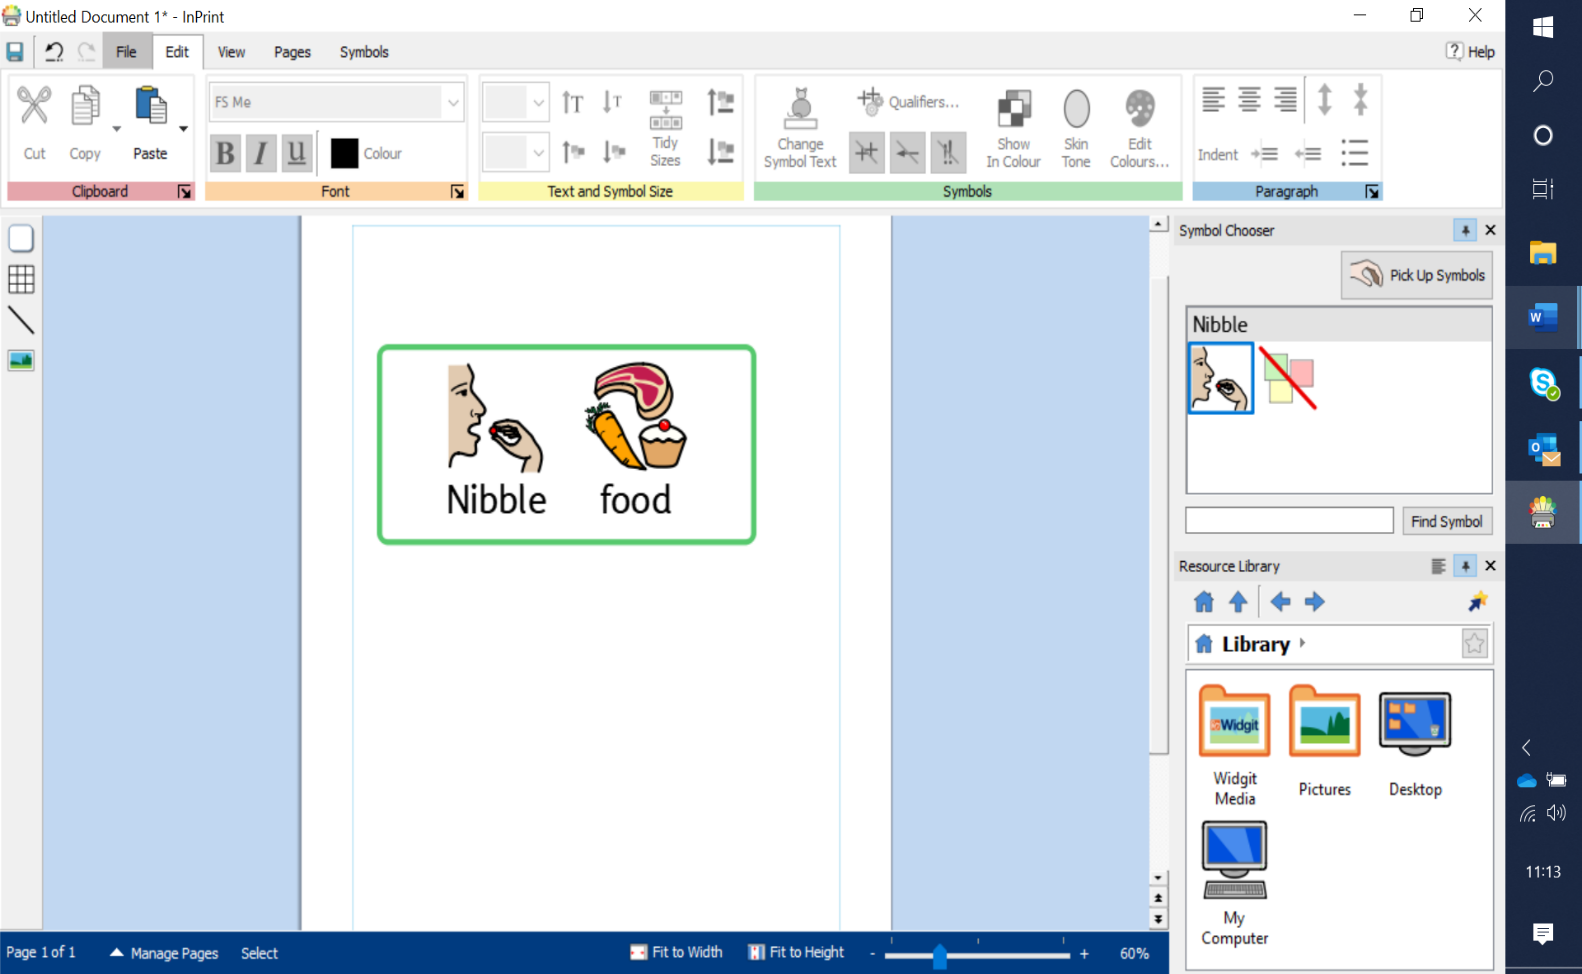 Untitled Document 1* - InPrint
File Edit View Pages Symbols
Help
Cut Copy Paste
Clipboard
FS Me
B I U Colour
Font
T T
Tidy
Sizes
Text and Symbol Size
Change
Symbol Text
Qualifiers...
Show
In Colour
Skin
Tone
Edit
Colours...
Symbols
Indent
Paragraph
Nibble food
Symbol Chooser
Pick Up Symbols
Nibble
Find Symbol
Resource Library
Library
Widgit
Widgit
Media
Pictures
Desktop
My
Computer
Page 1 of 1 Manage Pages Select
Fit to Width Fit to Height - + 60%
W
S
O
11:13